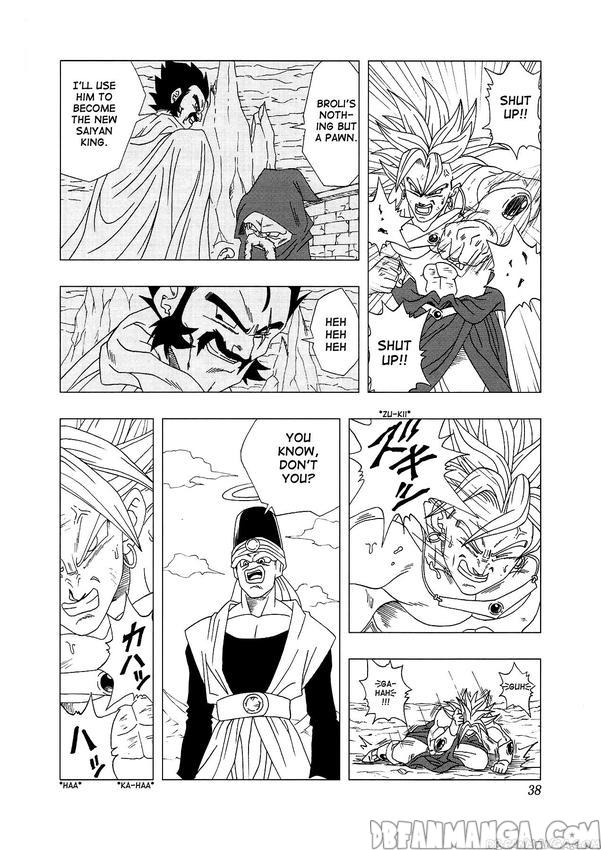 SHUT
UP!!
SHUT
UP!!
BROLI'S
NOTH-
ING BUT
A PAWN.
I'LL USE
HIM TO
BECOME
THE NEW
SAIYAN
KING.
HEH
HEH
HEH
*ZU-KII*
ズキッ
YOU
KNOW,
DON'T
YOU?
カハッ
ハッ
*HAA*
*KA-HAA*
GUH
GA-
HAH
!!!
38
DBFANMANGA.COM